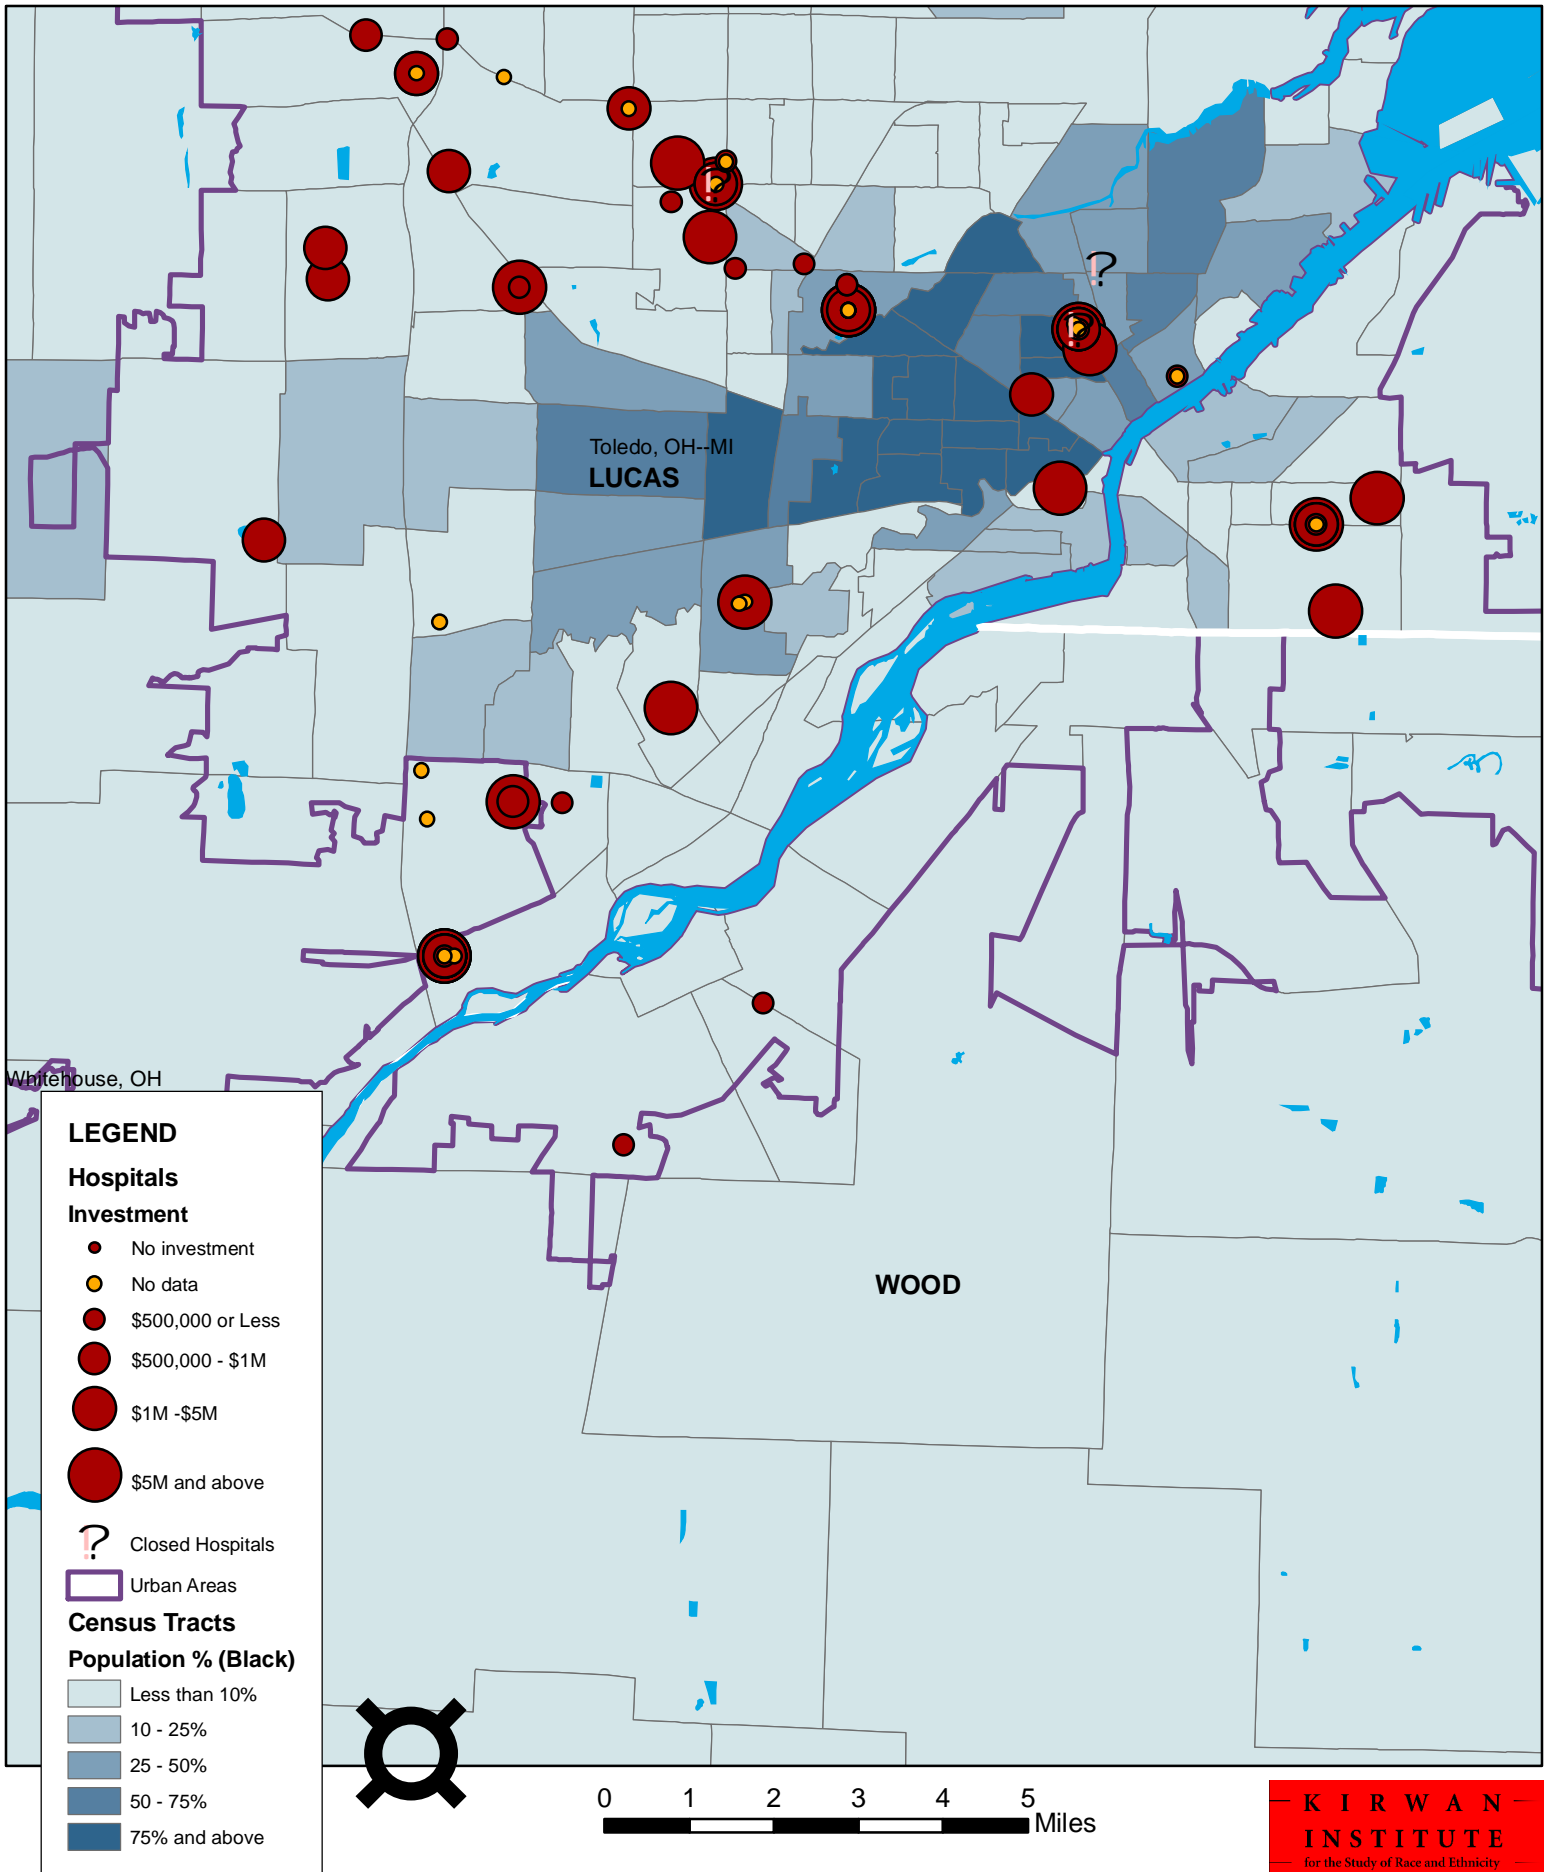 Toledo, OH--MI
LUCAS
Whitehouse, OH
WOOD
LEGEND
Hospitals
Investment
No investment
No data
$500,000 or Less
$500,000 - $1M
$1M -$5M
$5M and above
Closed Hospitals
Urban Areas
Census Tracts
Population % (Black)
Less than 10%
10 - 25%
25 - 50%
50 - 75%
75% and above
0 1 2 3 4 5
Miles
KIRWAN
INSTITUTE
for the Study of Race and Ethnicity